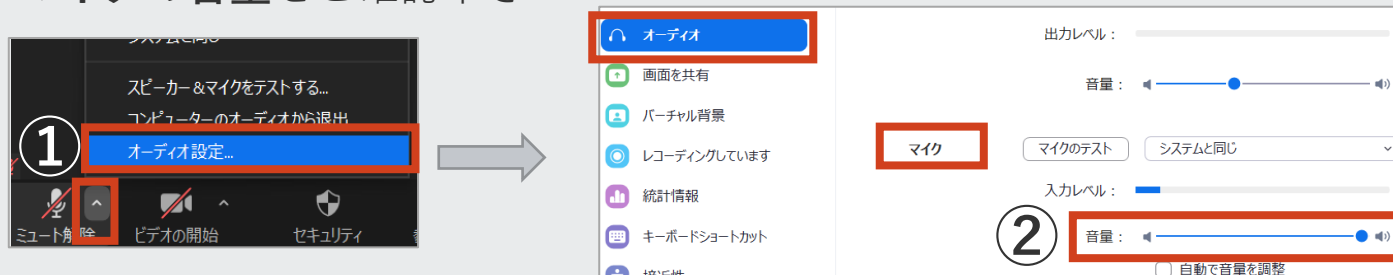 スピーカー&マイクをテストする...
コンピューターのオーディオから退出
①
オーディオ設定...
ミュート解除
ビデオの開始
セキュリティ
オーディオ
画面を共有
バーチャル背景
レコーディングしています
統計情報
キーボードショートカット
出力レベル：
音量：
マイク
マイクのテスト
システムと同じ
入力レベル：
②
音量：
自動で音量を調整